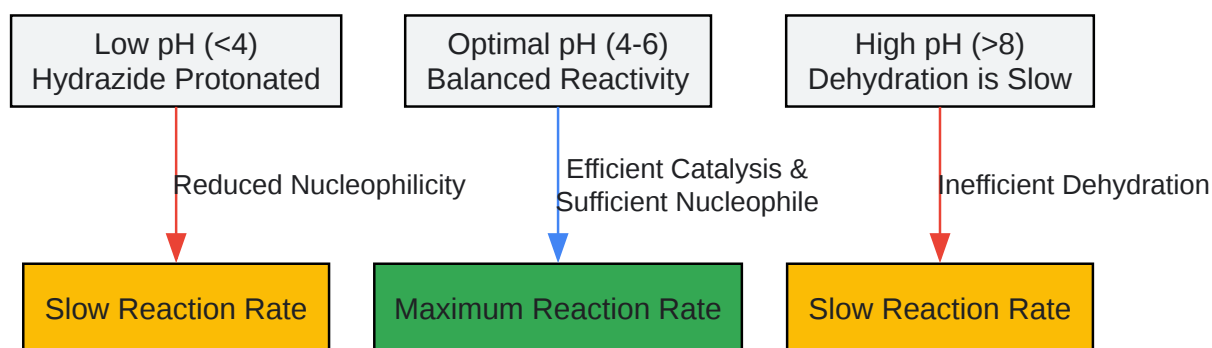 Low pH (<4)
Hydrazide Protonated
Optimal pH (4-6)
Balanced Reactivity
High pH (>8)
Dehydration is Slow
Reduced Nucleophilicity
Efficient Catalysis &
Sufficient Nucleophile
Inefficient Dehydration
Slow Reaction Rate
Maximum Reaction Rate
Slow Reaction Rate